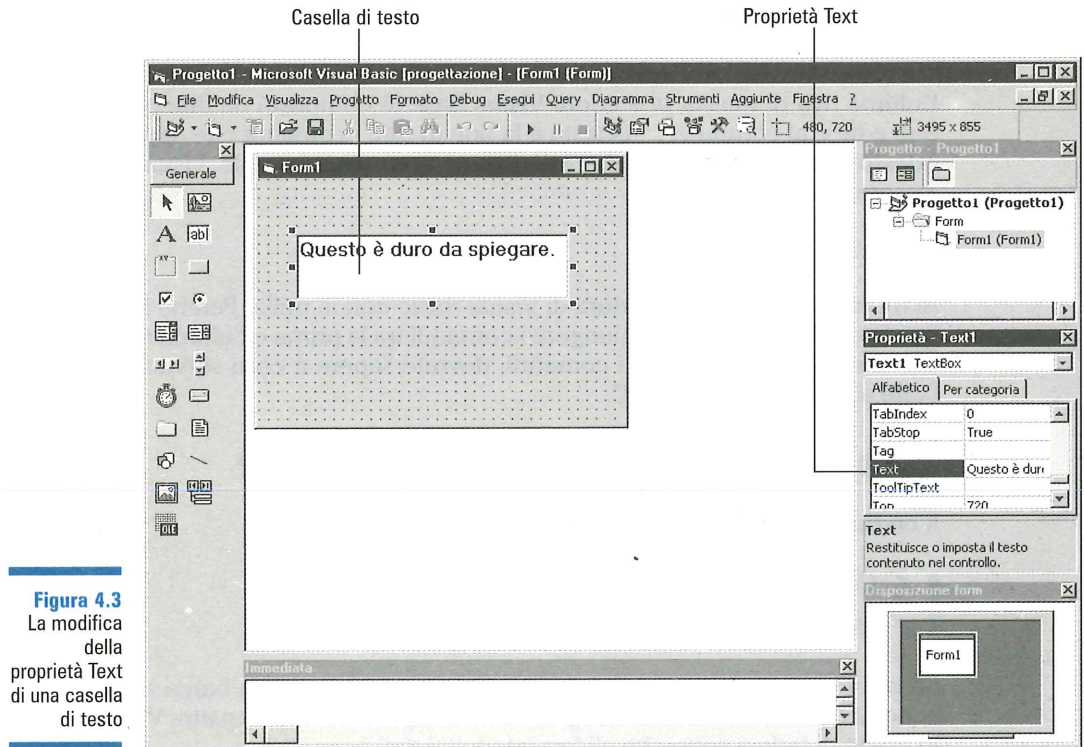 Casella di testo
Proprietà Text
Progetto1 - Microsoft Visual Basic [progettazione] - [Form1 (Form)]
File Modifica Visualizza Progetto Formato Debug Esegui Query Diagramma Strumenti Aggiunte Finestra ?
480, 720
3495 x 855
Generale
Form1
Questo è duro da spiegare.
Progetto - Progetto1
Progetto1 (Progetto1)
Form
Form1 (Form1)
Proprietà - Text1
Text1 TextBox
Alfabetico Per categoria
TabIndex 0
TabStop True
Tag
Text Questo è dur
ToolTipText
Top 720
Text
Restituisce o imposta il testo
contenuto nel controllo.
Disposizione form
Form1
Immediata
Figura 4.3
La modifica
della
proprietà Text
di una casella
di testo